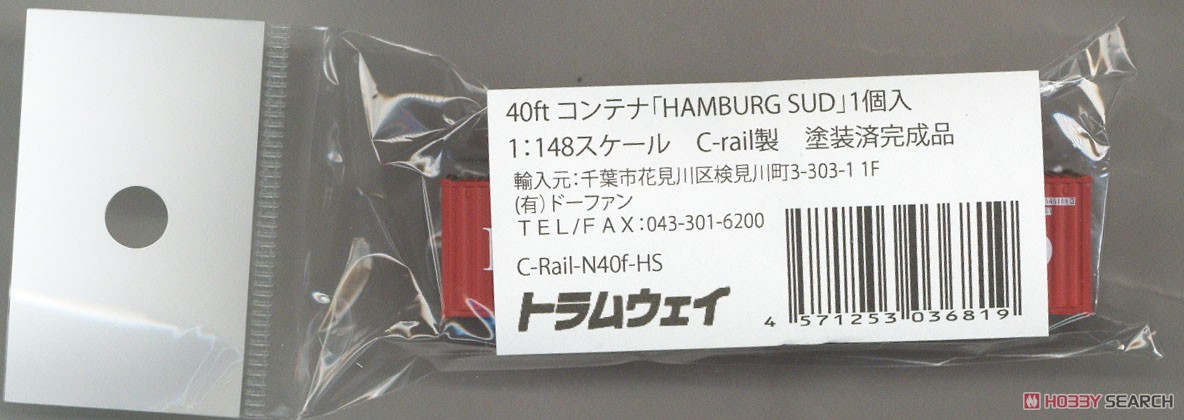 40ft コンテナ｢HAMBURG SUD｣1個入
1:148スケール　C-rail製　塗装済完成品
輸入元:千葉市花見川区検見川町3-303-1 1F
(有)ドーファン
ＴＥＬ/ＦＡＸ:043-301-6200
C-Rail-N40f-HS
トラムウェイ
4 571253 036819
HOBBY SEARCH